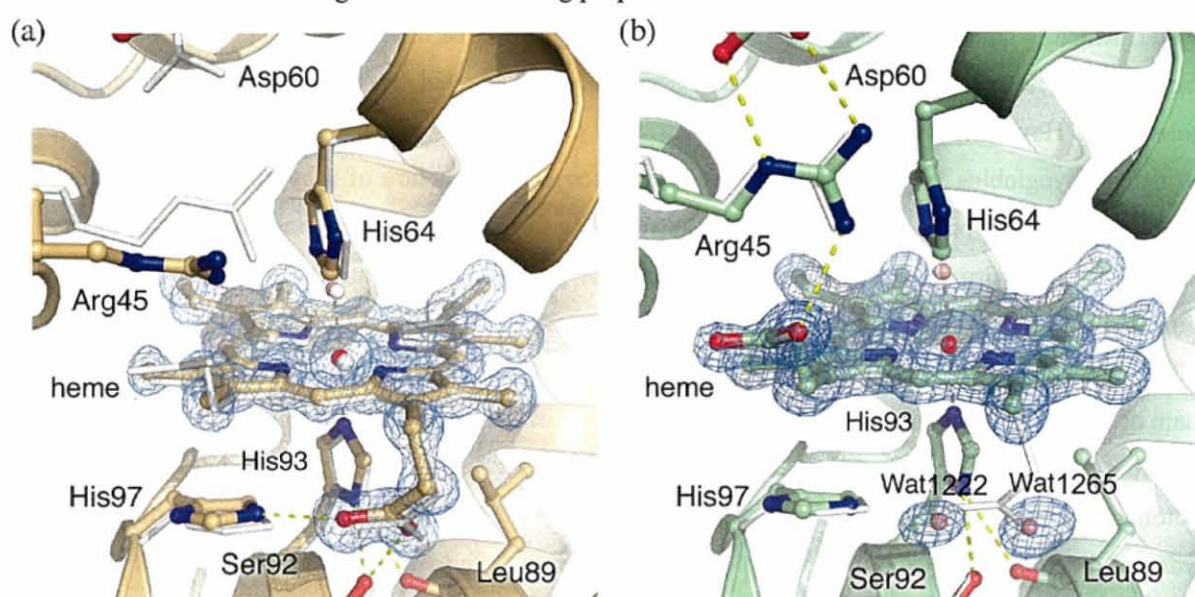 (a)
Asp60
His64
Arg45
heme
His93
His97
Ser92
Leu89
(b)
Asp60
Arg45
His64
heme
His93
Wat1222 Wat1265
His97
Ser92
Leu89